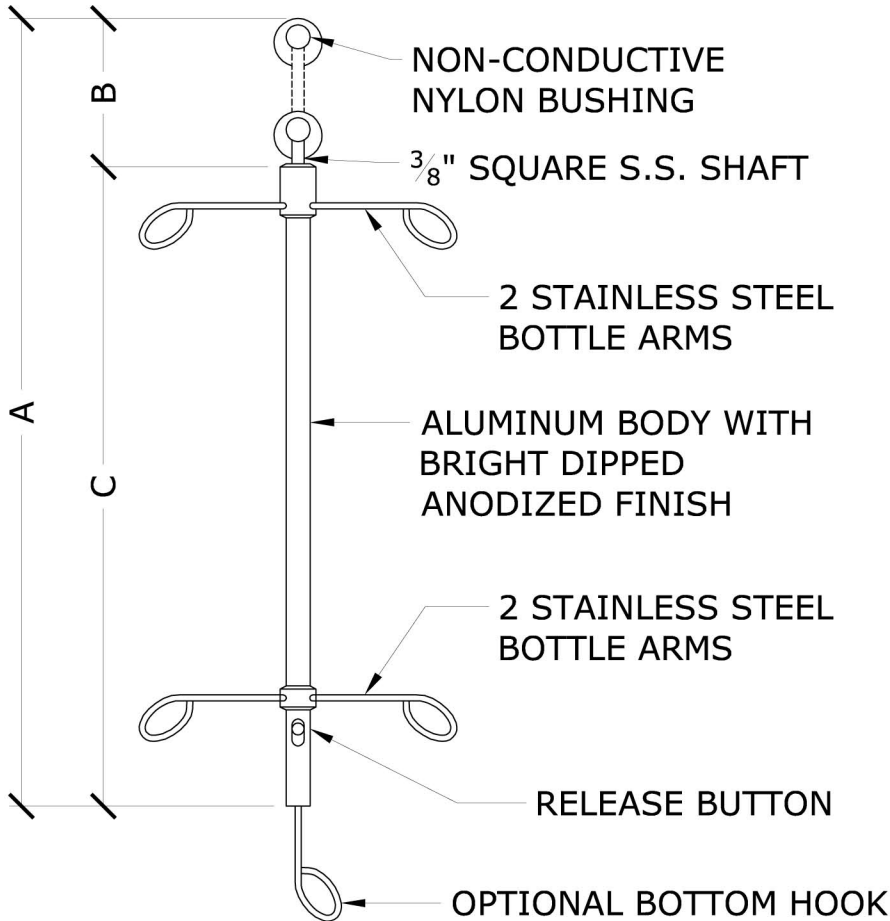 NON-CONDUCTIVE
NYLON BUSHING
B
3/8" SQUARE S.S. SHAFT
2 STAINLESS STEEL
BOTTLE ARMS
A
ALUMINUM BODY WITH
BRIGHT DIPPED
ANODIZED FINISH
C
2 STAINLESS STEEL
BOTTLE ARMS
RELEASE BUTTON
OPTIONAL BOTTOM HOOK